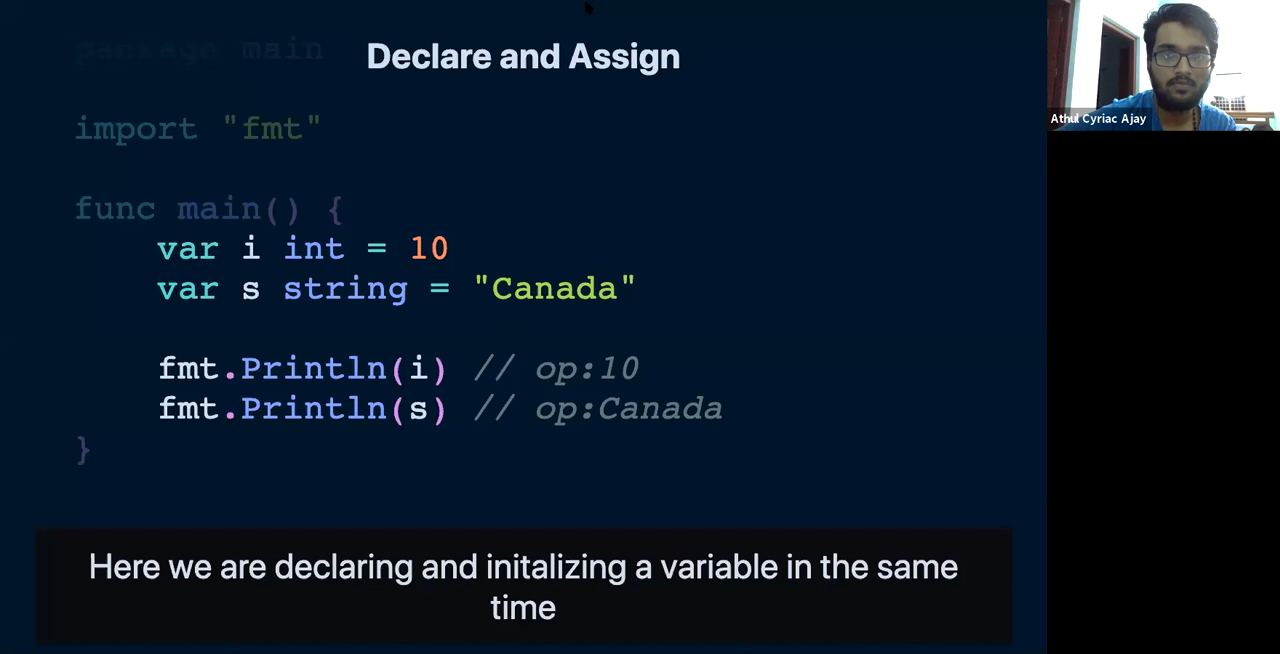 package main
Declare and Assign
import "fmt"
func main() {
var i int = 10
var s string = "Canada"
fmt.Println(i) // op:10
fmt.Println(s) // op:Canada
}
Here we are declaring and initalizing a variable in the same
time
Athul Cyriac Ajay